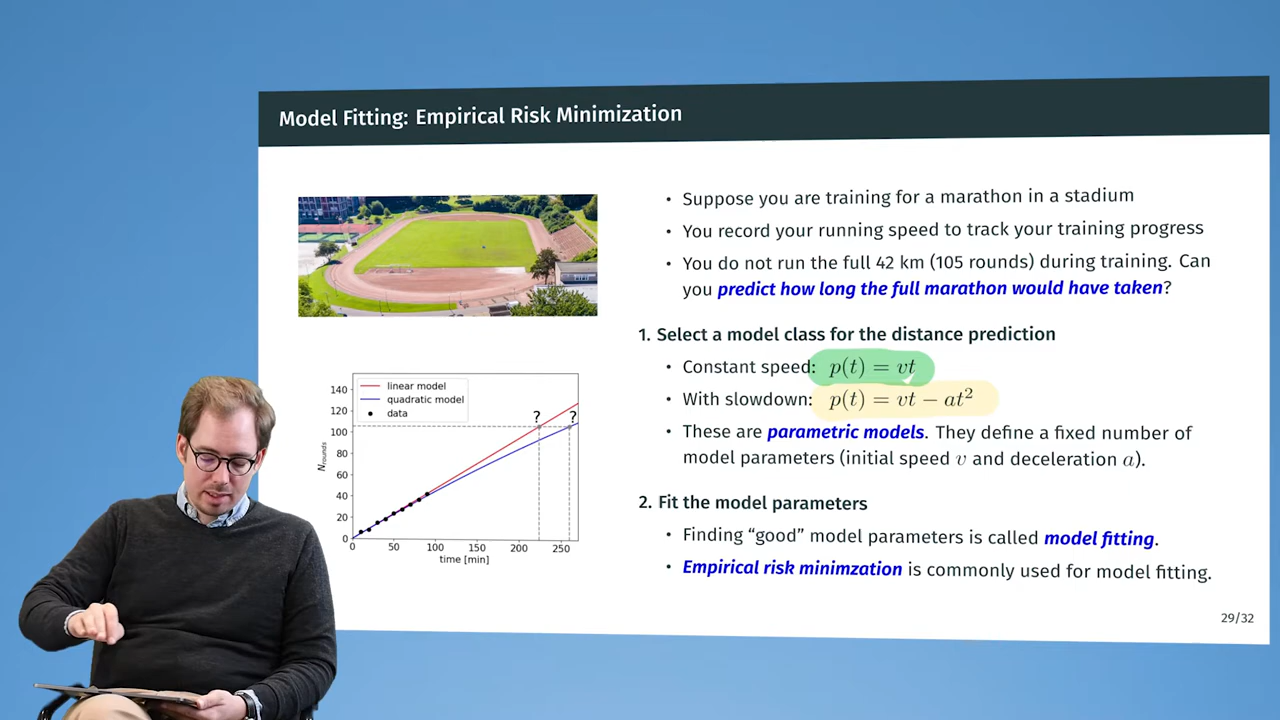 Model Fitting: Empirical Risk Minimization
• Suppose you are training for a marathon in a stadium
• You record your running speed to track your training progress
• You do not run the full 42 km (105 rounds) during training. Can
you predict how long the full marathon would have taken?
1. Select a model class for the distance prediction
• Constant speed: p(t) = vt
• With slowdown: p(t) = vt − at²
• These are parametric models. They define a fixed number of
model parameters (initial speed v and deceleration a).
2. Fit the model parameters
• Finding “good” model parameters is called model fitting.
• Empirical risk minimzation is commonly used for model fitting.
linear model
quadratic model
data
? ?
140
120
100
80
60
40
20
0
N_rounds
0 50 100 150 200 250
time [min]
29/32